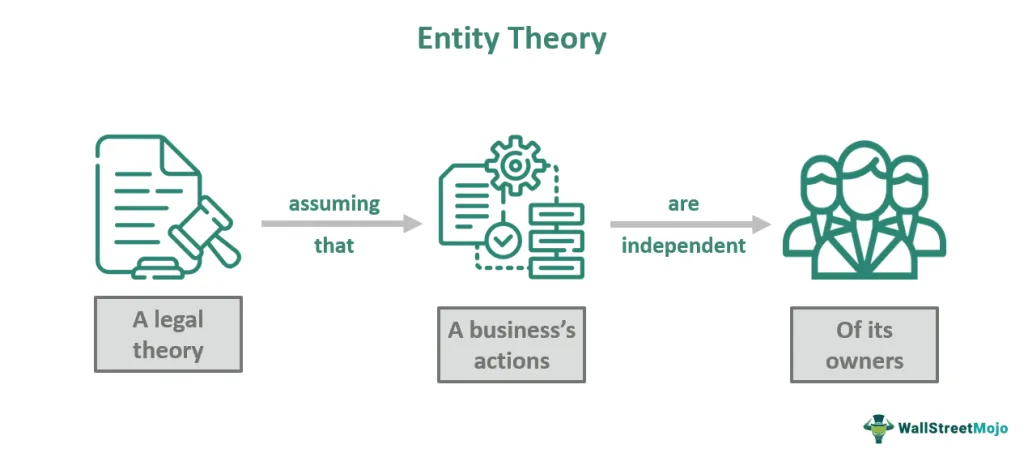 Entity Theory
assuming
that
are
independent
A legal
theory
A business's
actions
Of its
owners
WallStreetMojo